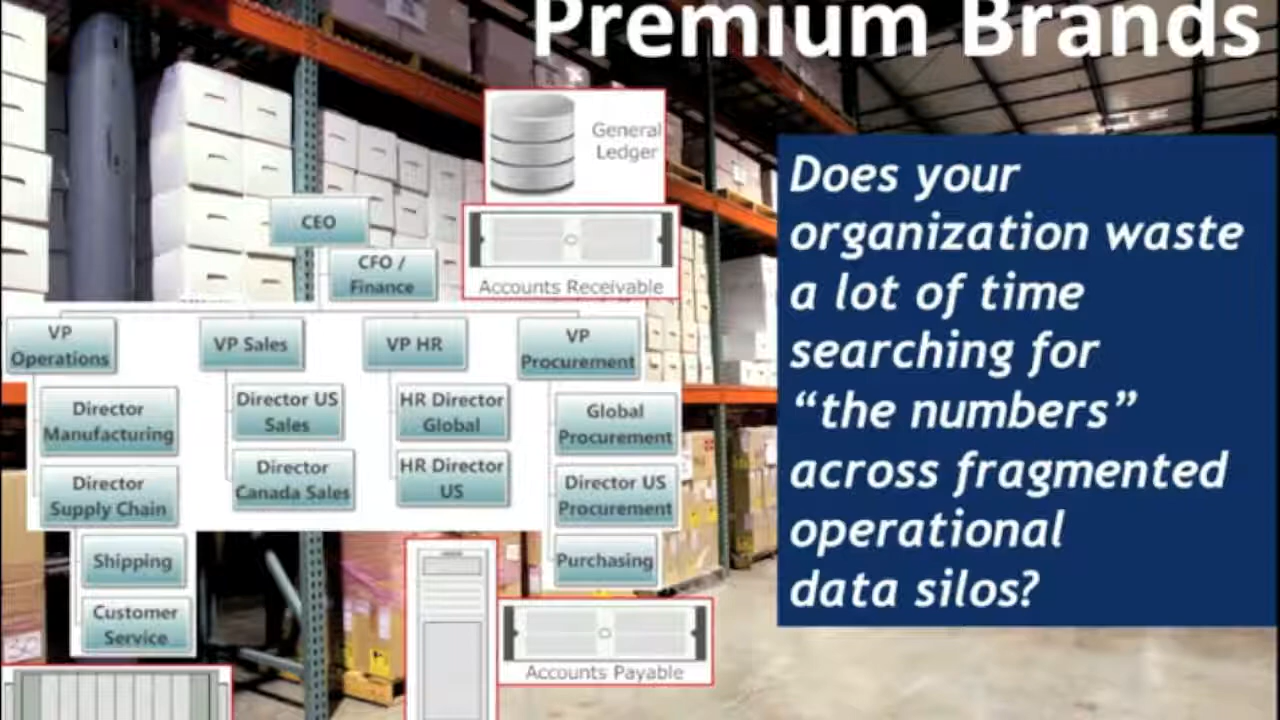 Premium Brands
General
Ledger
CEO
CFO /
Finance
Accounts Receivable
VP
Operations
VP Sales
VP HR
VP
Procurement
Director
Manufacturing
Director US
Sales
HR Director
Global
Global
Procurement
Director
Supply Chain
Director
Canada Sales
HR Director
US
Director US
Procurement
Shipping
Purchasing
Customer
Service
Accounts Payable
Does your
organization waste
a lot of time
searching for
“the numbers”
across fragmented
operational
data silos?